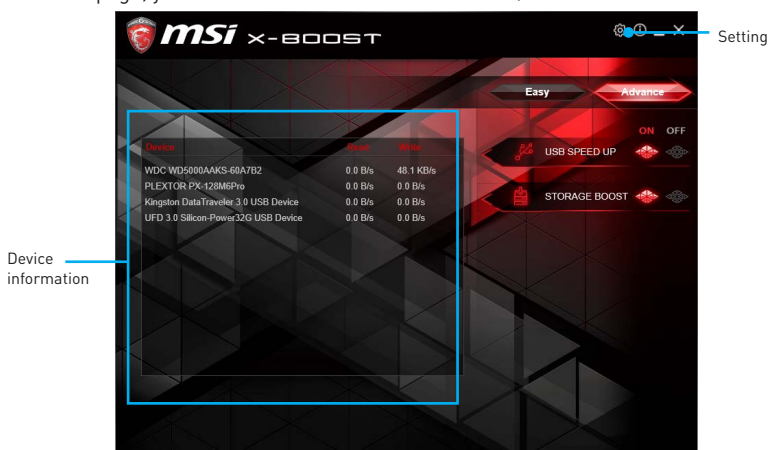 msi X-BOOST
Setting
Easy
Advance
ON OFF
Device Read Write
USB SPEED UP
WDC WD5000AAKS-60A7B2 0.0 B/s 48.1 KB/s
PLEXTOR PX-128M6Pro 0.0 B/s 0.0 B/s
Kingston DataTraveler 3.0 USB Device 0.0 B/s 0.0 B/s
STORAGE BOOST
UFD 3.0 Silicon-Power32G USB Device 0.0 B/s 0.0 B/s
Device
information